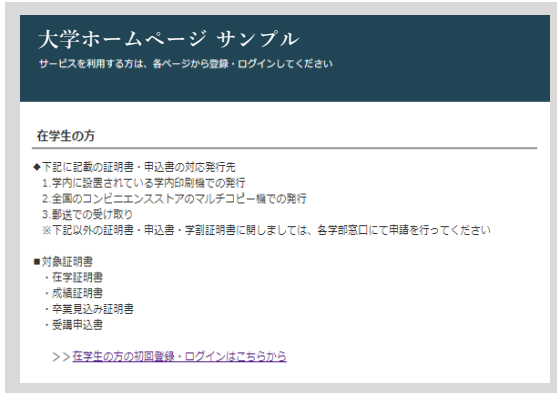 大学ホームページ サンプル
サービスを利用する方は、各ページから登録・ログインしてください
在学生の方
◆下記に記載の証明書・申込書の対応発行先
1.学内に設置されている学内印刷機での発行
2.全国のコンビニエンスストアのマルチコピー機での発行
3.郵送での受け取り
※下記以外の証明書・申込書・学割証明書に関しましては、各学部窓口にて申請を行ってください
■対象証明書
・在学証明書
・成績証明書
・卒業見込み証明書
・受講申込書
>>在学生の方の初回登録・ログインはこちらから